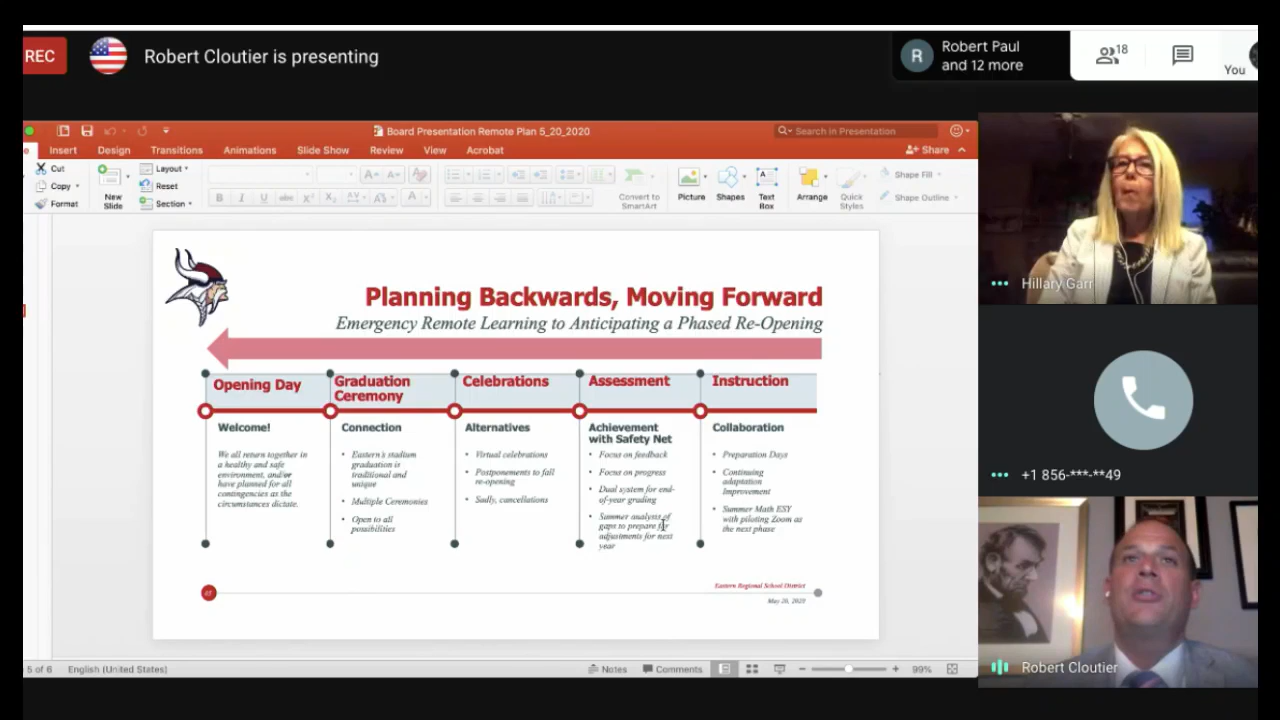 REC
Robert Cloutier is presenting
R
Robert Paul
and 12 more
18
You
Board Presentation Remote Plan 5_20_2020
Search in Presentation
Insert
Design
Transitions
Animations
Slide Show
Review
View
Acrobat
Share
Cut
Copy
Format
New
Slide
Layout
Reset
Section
B I U abc X² X₂ AV
Convert to
SmartArt
Picture
Shapes
Text
Box
Arrange
Quick
Styles
Shape Fill
Shape Outline
Planning Backwards, Moving Forward
Emergency Remote Learning to Anticipating a Phased Re-Opening
Opening Day
Welcome!
We all return together in
a healthy and safe
environment, and/or
have planned for all
contingencies as the
circumstances dictate.
Graduation
Ceremony
Connection
• Eastern's stadium
graduation is
traditional and
unique
• Multiple Ceremonies
• Open to all
possibilities
Celebrations
Alternatives
• Virtual celebrations
• Postponements to fall
re-opening
• Sadly, cancellations
Assessment
Achievement
with Safety Net
• Focus on feedback
• Focus on progress
• Dual system for end-
of-year grading
• Summer analysis of
gaps to prepare for
adjustments for next
year
Instruction
Collaboration
• Preparation Days
• Continuing
adaptation
Improvement
• Summer Math ESY
with piloting Zoom as
the next phase
Eastern Regional School District
May 20, 2020
5 of 6
English (United States)
Notes
Comments
99%
Hillary Garr
+1 856-***-**49
Robert Cloutier